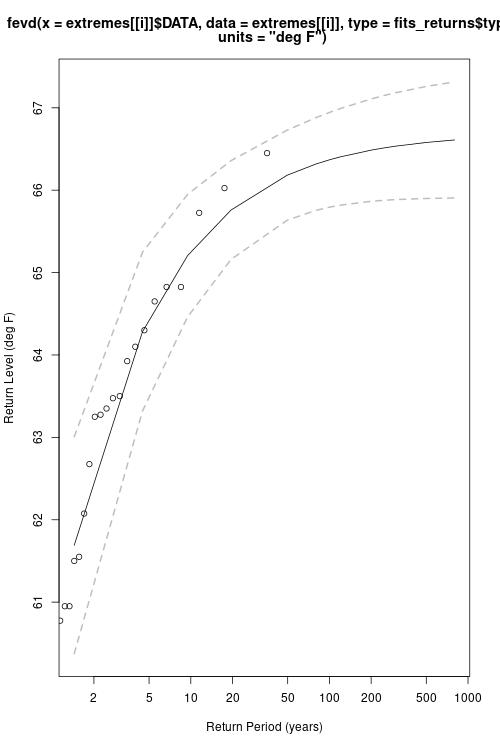 fevd(x = extremes[[i]]$DATA, data = extremes[[i]], type = fits_returns$typ
units = "deg F")
67
66
65
64
63
62
61
Return Level (deg F)
2 5 10 20 50 100 200 500 1000
Return Period (years)